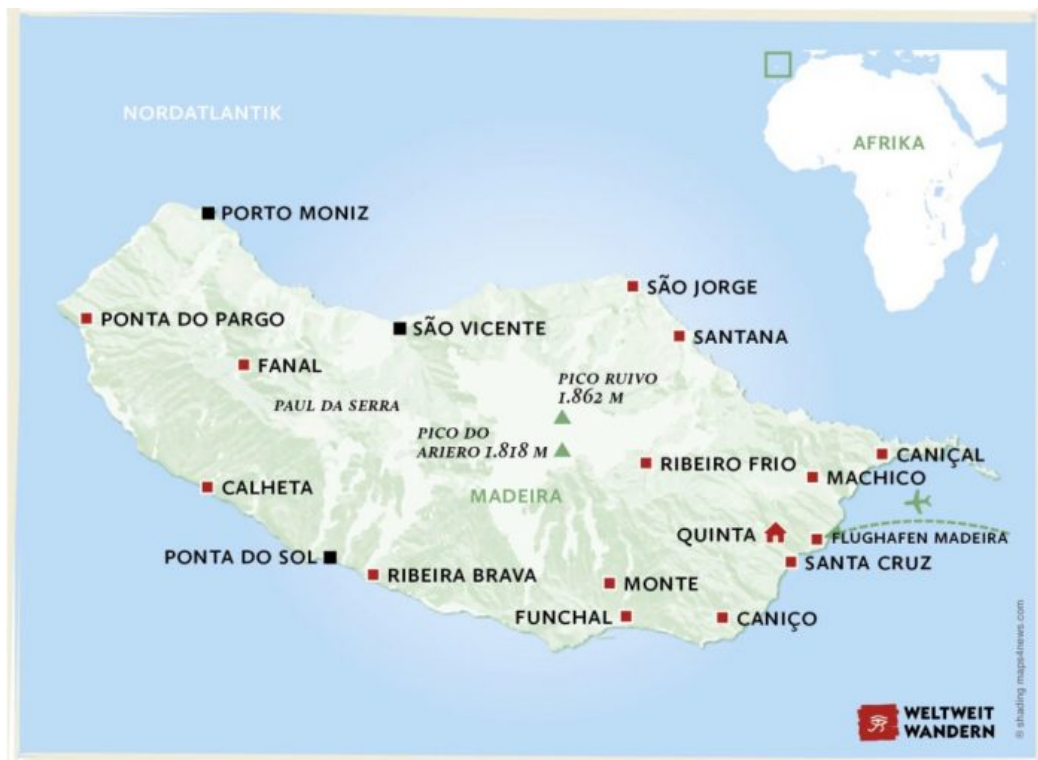 NORDATLANTIK
AFRIKA
PORTO MONIZ
SÃO JORGE
PONTA DO PARGO
SÃO VICENTE
SANTANA
FANAL
PICO RUIVO
1.862 M
PAUL DA SERRA
PICO DO
ARIERO 1.818 M
CANIÇAL
RIBEIRO FRIO
MACHICO
CALHETA
MADEIRA
QUINTA
FLUGHAFEN MADEIRA
PONTA DO SOL
SANTA CRUZ
RIBEIRA BRAVA
MONTE
FUNCHAL
CANIÇO
WELTWEIT
WANDERN
® shading maps4news.com